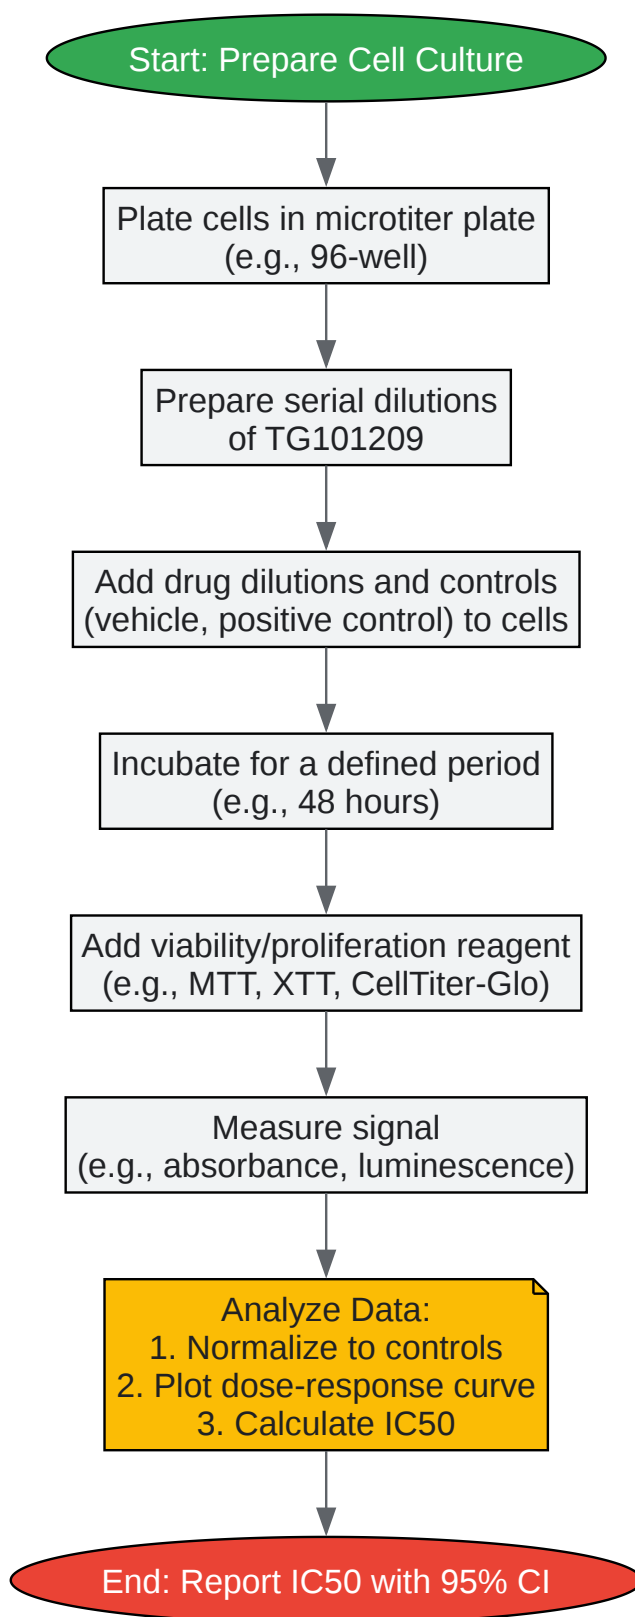 Start: Prepare Cell Culture
Plate cells in microtiter plate
(e.g., 96-well)
Prepare serial dilutions
of TG101209
Add drug dilutions and controls
(vehicle, positive control) to cells
Incubate for a defined period
(e.g., 48 hours)
Add viability/proliferation reagent
(e.g., MTT, XTT, CellTiter-Glo)
Measure signal
(e.g., absorbance, luminescence)
Analyze Data:
1. Normalize to controls
2. Plot dose-response curve
3. Calculate IC50
End: Report IC50 with 95% CI